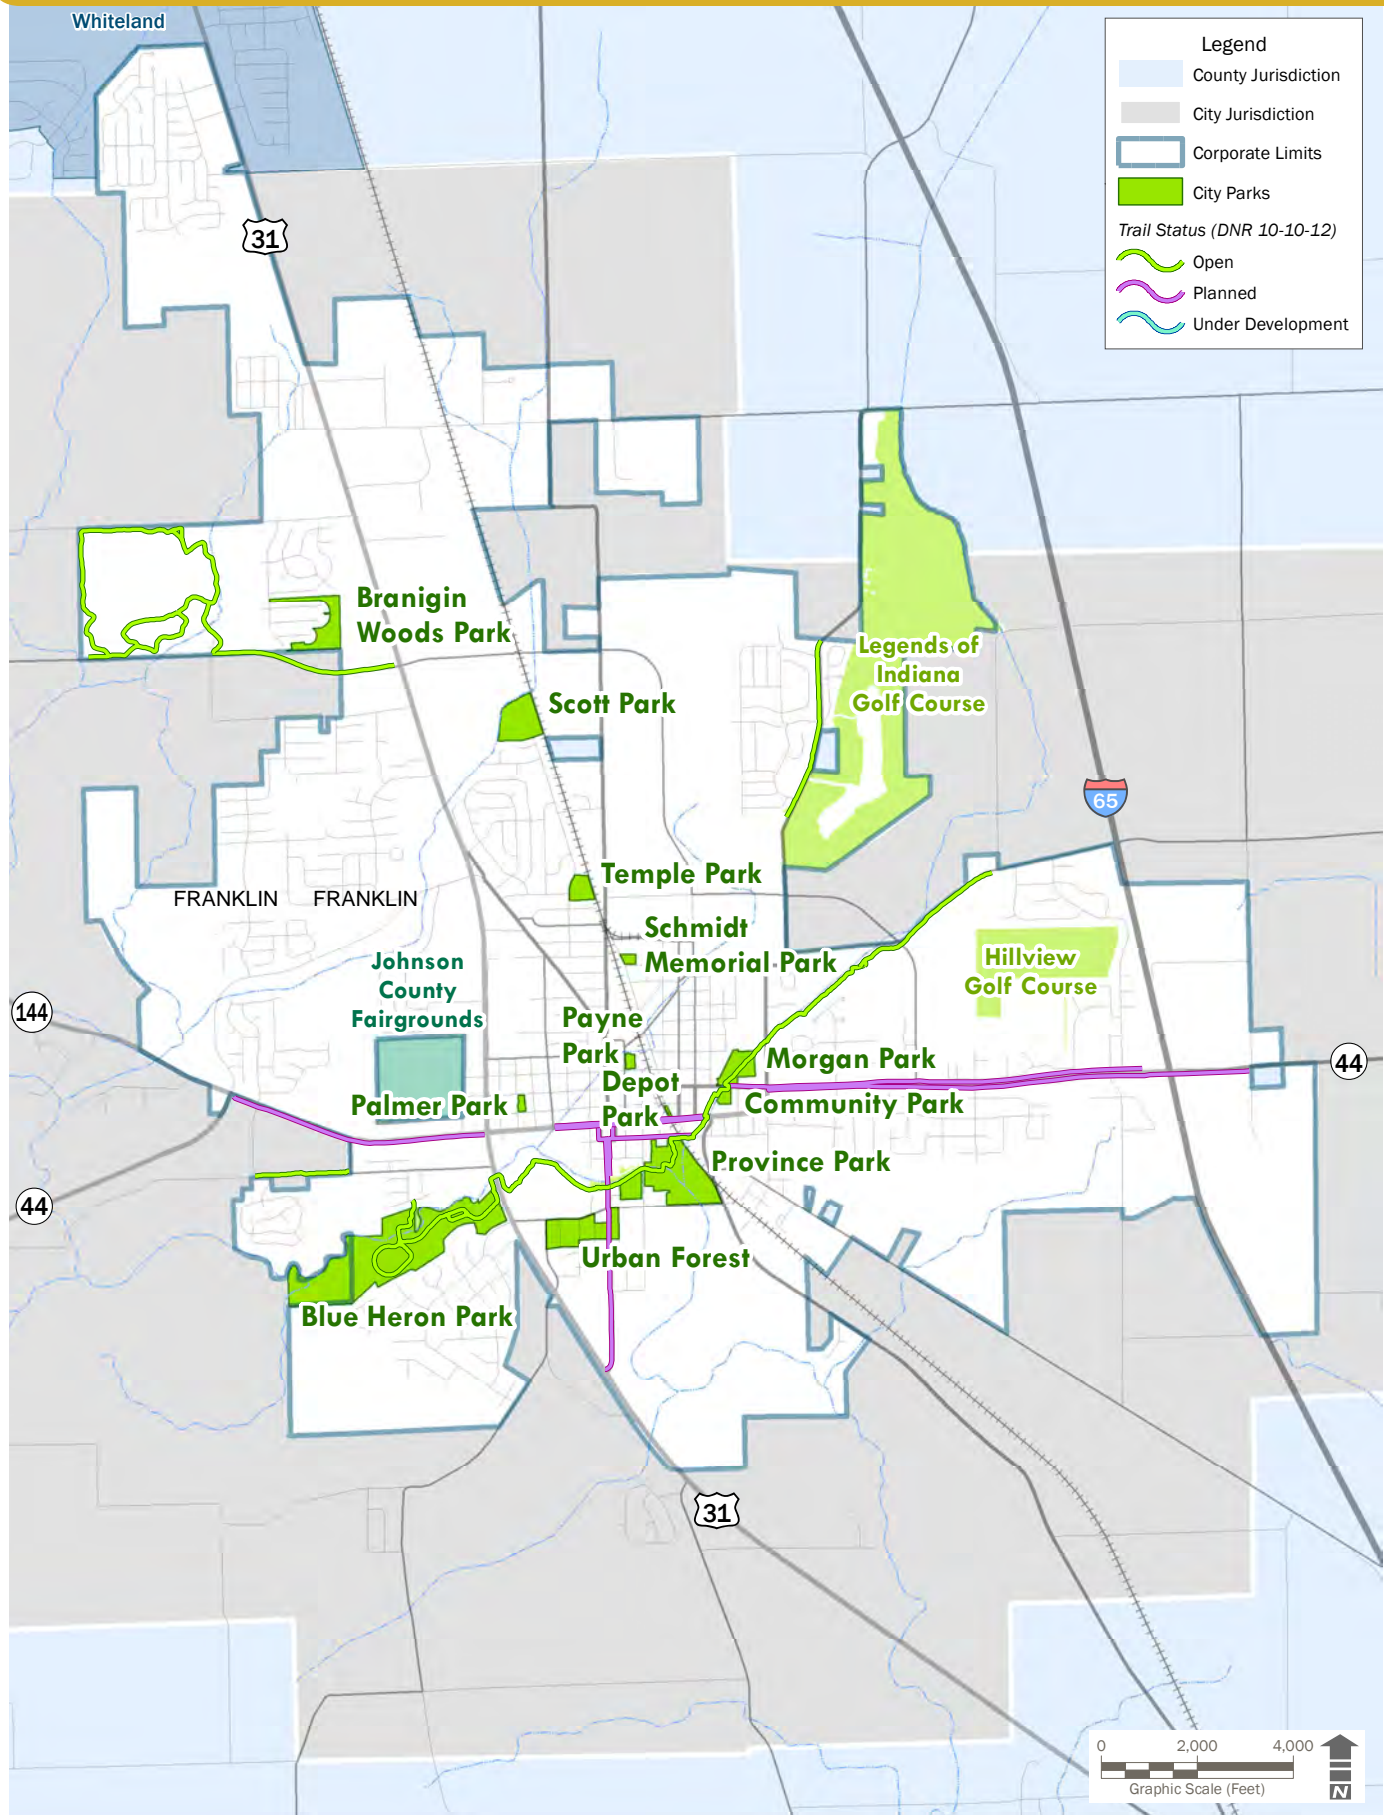 Whiteland
Legend
County Jurisdiction
City Jurisdiction
Corporate Limits
City Parks
Trail Status (DNR 10-10-12)
Open
Planned
Under Development
31
Branigin
Woods Park
Legends of
Indiana
Golf Course
Scott Park
65
Temple Park
FRANKLIN
FRANKLIN
Schmidt
Memorial Park
Johnson
County
Fairgrounds
Hillview
Golf Course
144
Payne
Park
Morgan Park
44
Depot
Park
Palmer Park
Community Park
Province Park
44
Urban Forest
Blue Heron Park
31
0 2,000 4,000
Graphic Scale (Feet)
N